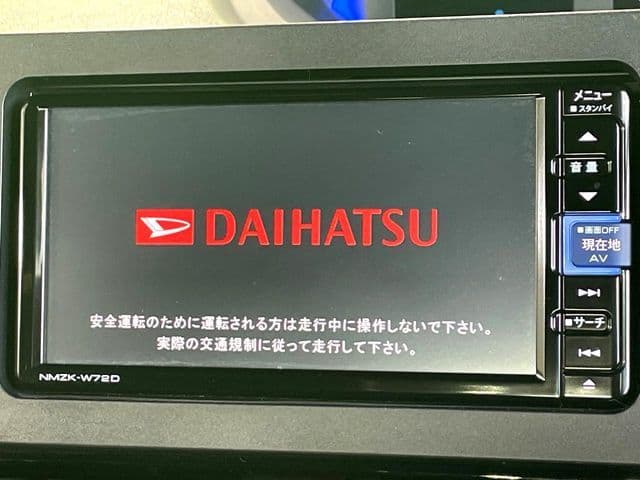 DAIHATSU
安全運転のために運転される方は走行中に操作しないで下さい。
実際の交通規制に従って走行して下さい。
NMZK-W72D
メニュー
スタンバイ
音量
画面OFF
現在地
AV
サーチ